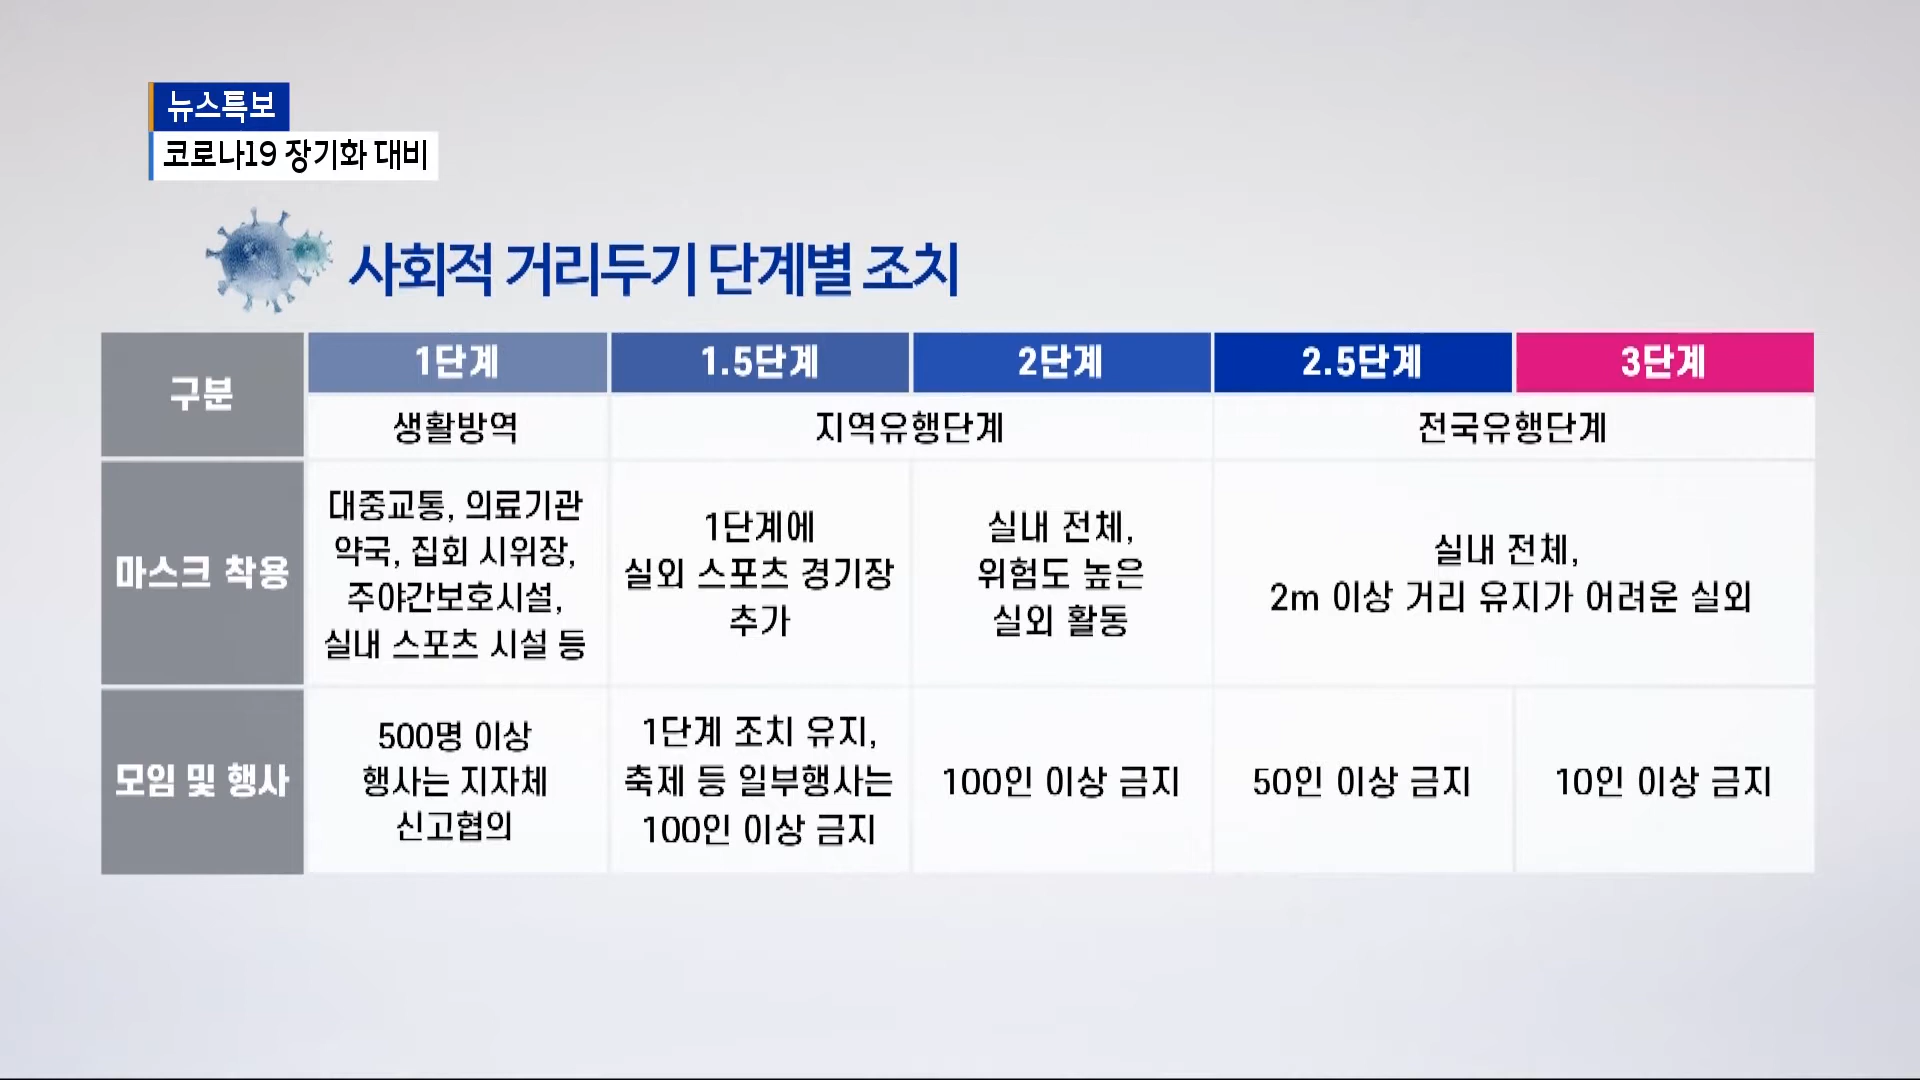 뉴스특보
코로나19 장기화 대비
사회적 거리두기 단계별 조치
구분
1단계
1.5단계
2단계
2.5단계
3단계
생활방역
지역유행단계
전국유행단계
마스크 착용
대중교통, 의료기관
약국, 집회 시위장,
주야간보호시설,
실내 스포츠 시설 등
1단계에
실외 스포츠 경기장
추가
실내 전체,
위험도 높은
실외 활동
실내 전체,
2m 이상 거리 유지가 어려운 실외
모임 및 행사
500명 이상
행사는 지자체
신고협의
1단계 조치 유지,
축제 등 일부행사는
100인 이상 금지
100인 이상 금지
50인 이상 금지
10인 이상 금지